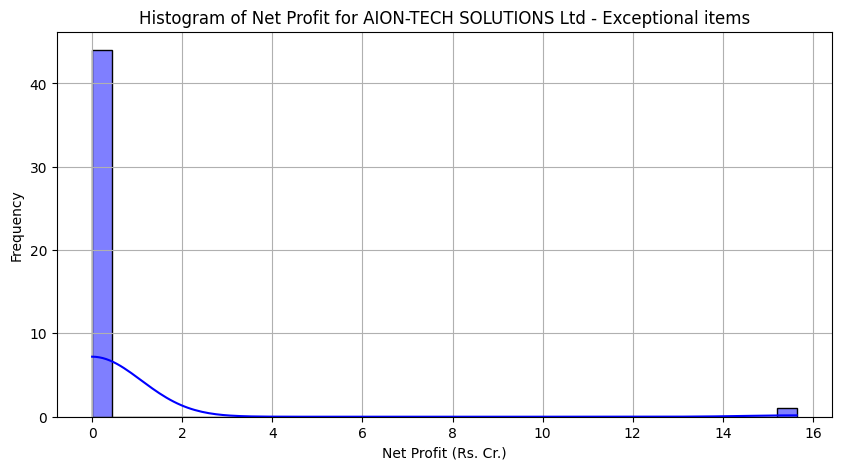 Histogram of Net Profit for AION-TECH SOLUTIONS Ltd - Exceptional items
Frequency
40
30
20
10
0
0 2 4 6 8 10 12 14 16
Net Profit (Rs. Cr.)